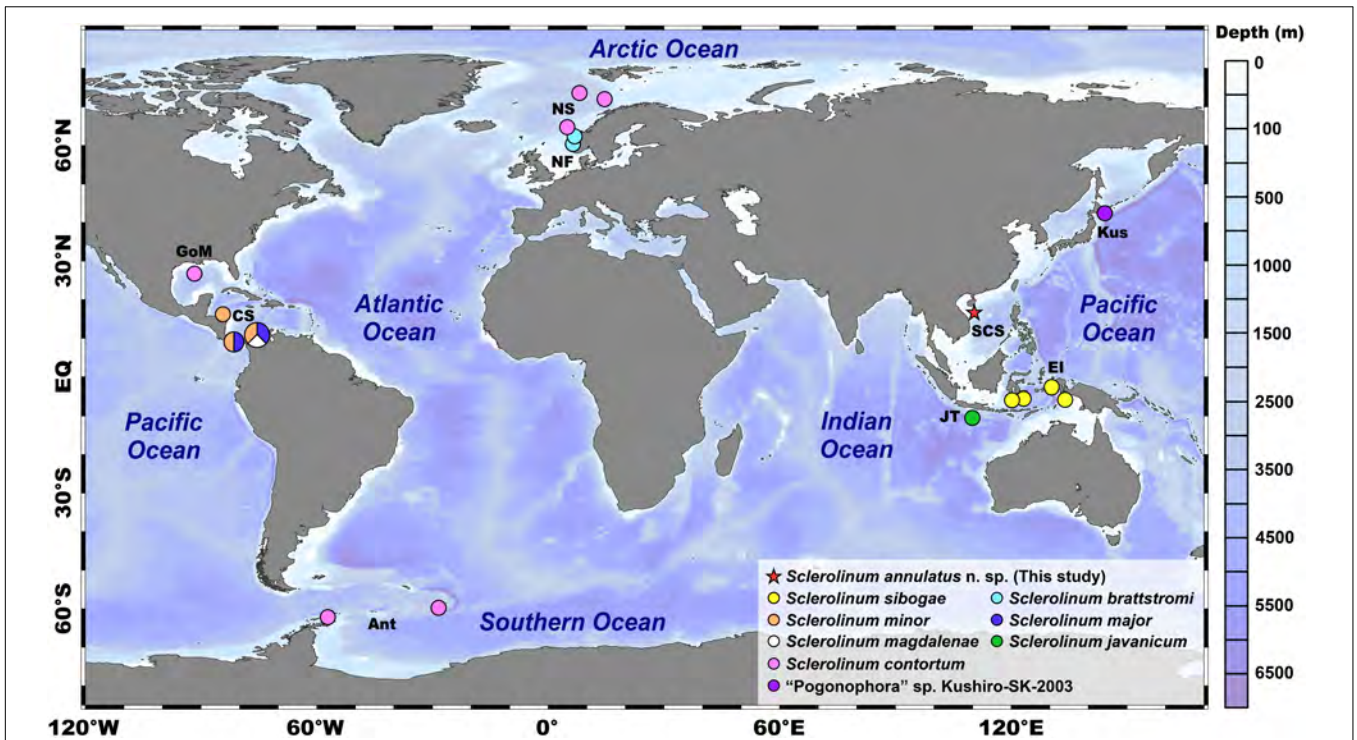 Depth (m)
Arctic Ocean
0
NS
100
60°N
NF
500
Kus
1000
30°N
GoM
Atlantic
Ocean
Pacific
Ocean
CS
SCS
1500
EQ
EI
2500
Pacific
Ocean
Indian
Ocean
JT
3500
30°S
4500
Sclerolinum annulatus n. sp. (This study)
Sclerolinum sibogae
Sclerolinum brattstromi
5500
60°S
Sclerolinum minor
Sclerolinum major
Ant
Southern Ocean
Sclerolinum magdalenae
Sclerolinum javanicum
Sclerolinum contortum
6500
"Pogonophora" sp. Kushiro-SK-2003
120°W
60°W
0°
60°E
120°E